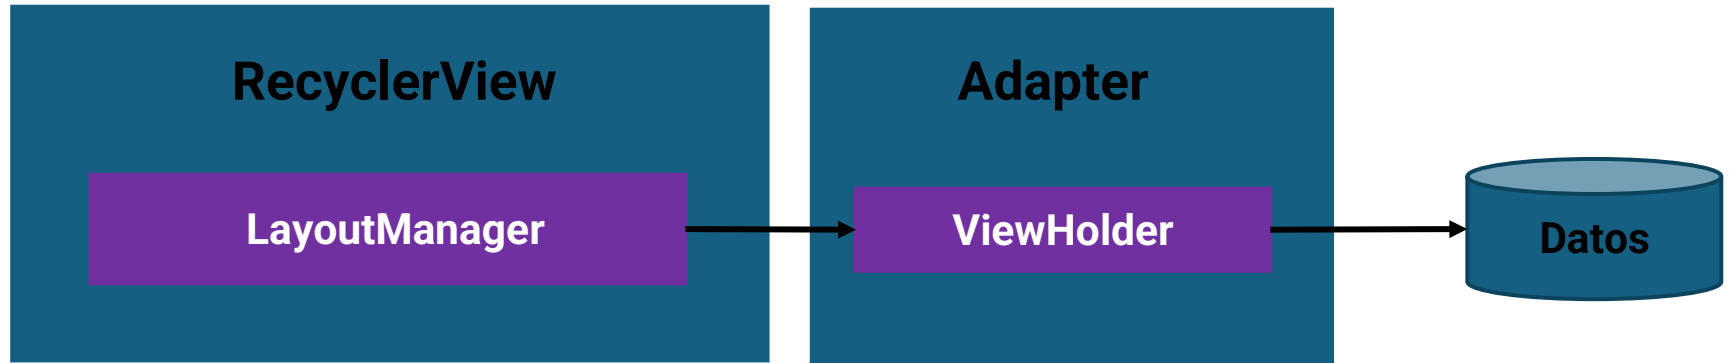 RecyclerView
Adapter
LayoutManager
ViewHolder
Datos